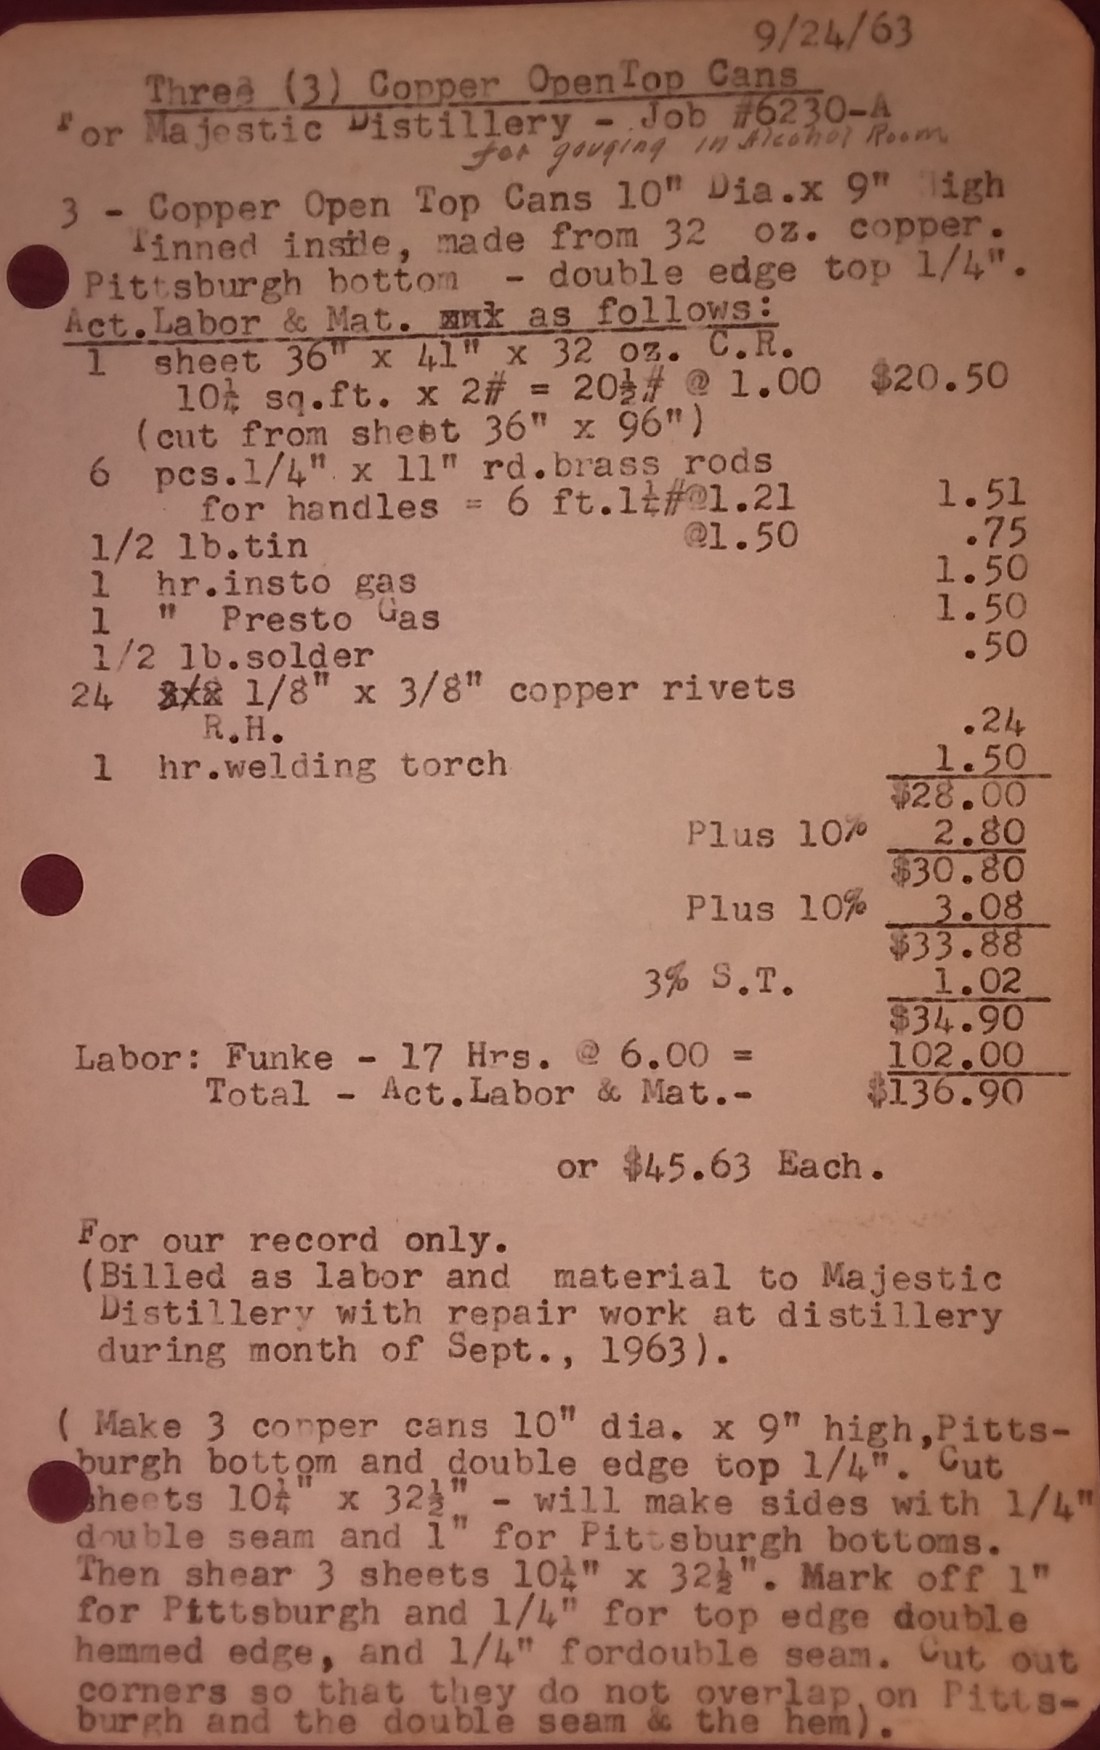 9/24/63
Three (3) Copper OpenTop Cans
For Majestic Distillery - Job #6230-A
for gouging in Alcohol Room
3 - Copper Open Top Cans 10" Dia.x 9" High
Tinned inside, made from 32 oz. copper.
Pittsburgh bottom - double edge top 1/4".
Act.Labor & Mat. as follows:
1 sheet 36" x 41" x 32 oz. C.R.
10¼ sq.ft. x 2# = 20½# @ 1.00 $20.50
(cut from sheet 36" x 96")
6 pcs.1/4" x 11" rd.brass rods
for handles = 6 ft.1¼#@1.21 1.51
1/2 lb.tin @1.50 .75
1 hr.insto gas 1.50
1 " Presto Gas 1.50
1/2 lb.solder .50
24 1/8" x 3/8" copper rivets
R.H. .24
1 hr.welding torch 1.50
$28.00
Plus 10% 2.80
$30.80
Plus 10% 3.08
$33.88
3% S.T. 1.02
$34.90
Labor: Funke - 17 Hrs. @ 6.00 = 102.00
Total - Act.Labor & Mat.- $136.90
or $45.63 Each.
For our record only.
(Billed as labor and material to Majestic
Distillery with repair work at distillery
during month of Sept., 1963).
( Make 3 copper cans 10" dia. x 9" high,Pitts-
burgh bottom and double edge top 1/4". Cut
sheets 10¼" x 32½" - will make sides with 1/4"
double seam and 1" for Pittsburgh bottoms.
Then shear 3 sheets 10¼" x 32½". Mark off 1"
for Pittsburgh and 1/4" for top edge double
hemmed edge, and 1/4" fordouble seam. Cut out
corners so that they do not overlap on Pitts-
burgh and the double seam & the hem).